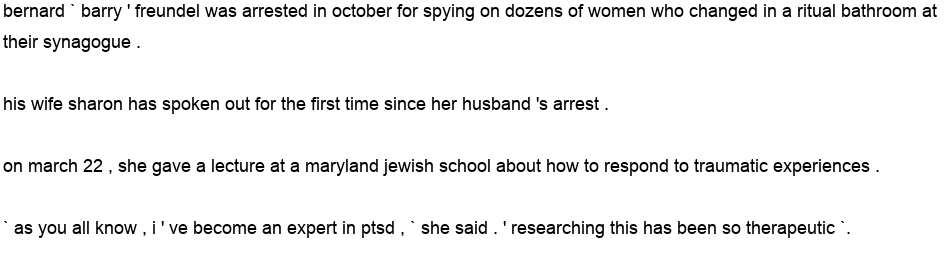 bernard ` barry ' freundel was arrested in october for spying on dozens of women who changed in a ritual bathroom at
their synagogue .
his wife sharon has spoken out for the first time since her husband 's arrest .
on march 22 , she gave a lecture at a maryland jewish school about how to respond to traumatic experiences .
` as you all know , i ' ve become an expert in ptsd , ` she said . ' researching this has been so therapeutic `.